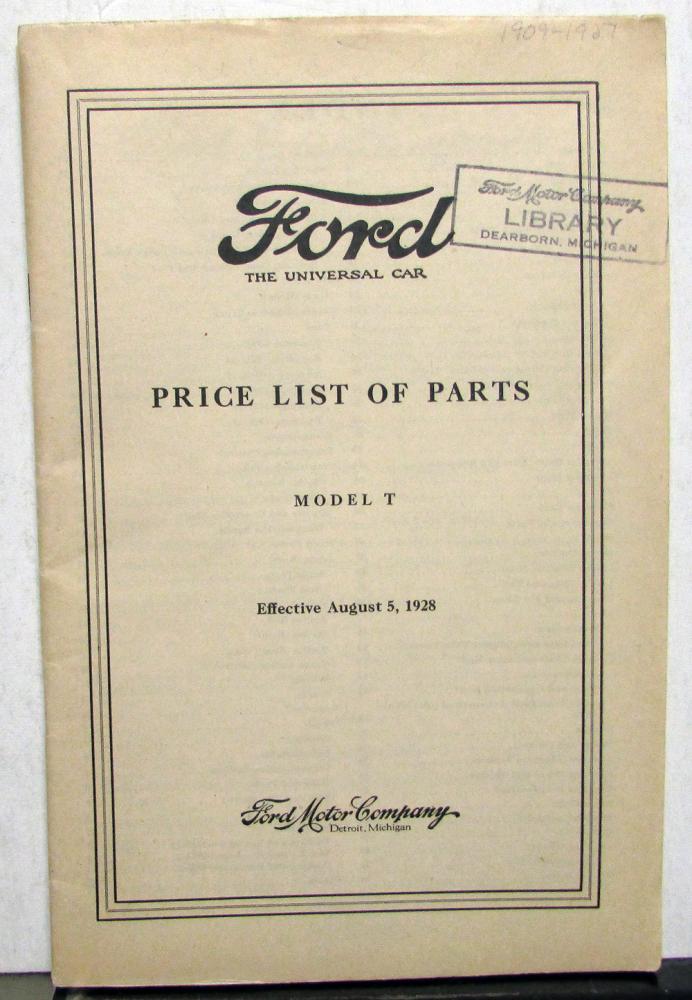 1909-1927
Ford
THE UNIVERSAL CAR
Ford Motor Company
LIBRARY
DEARBORN, MICHIGAN
PRICE LIST OF PARTS
MODEL T
Effective August 5, 1928
Ford Motor Company
Detroit, Michigan